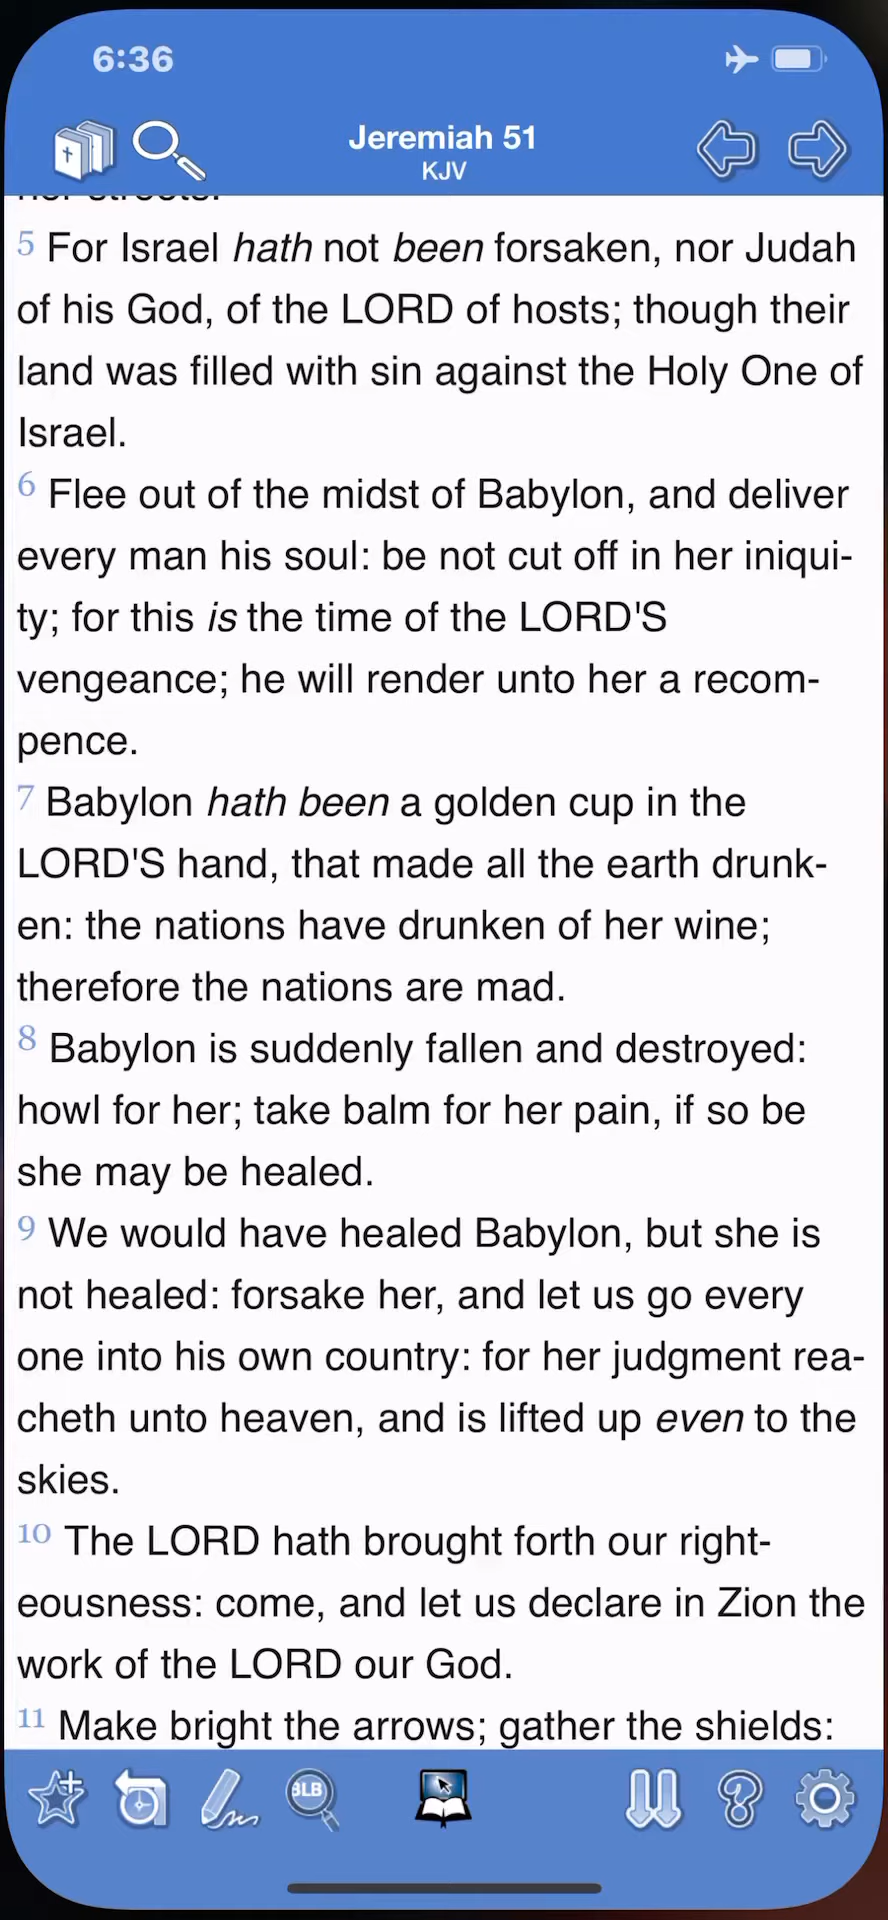 6:36
Jeremiah 51
KJV
her streets.
5 For Israel hath not been forsaken, nor Judah
of his God, of the LORD of hosts; though their
land was filled with sin against the Holy One of
Israel.
6 Flee out of the midst of Babylon, and deliver
every man his soul: be not cut off in her iniqui-
ty; for this is the time of the LORD'S
vengeance; he will render unto her a recom-
pence.
7 Babylon hath been a golden cup in the
LORD'S hand, that made all the earth drunk-
en: the nations have drunken of her wine;
therefore the nations are mad.
8 Babylon is suddenly fallen and destroyed:
howl for her; take balm for her pain, if so be
she may be healed.
9 We would have healed Babylon, but she is
not healed: forsake her, and let us go every
one into his own country: for her judgment rea-
cheth unto heaven, and is lifted up even to the
skies.
10 The LORD hath brought forth our right-
eousness: come, and let us declare in Zion the
work of the LORD our God.
11 Make bright the arrows; gather the shields:
BLB